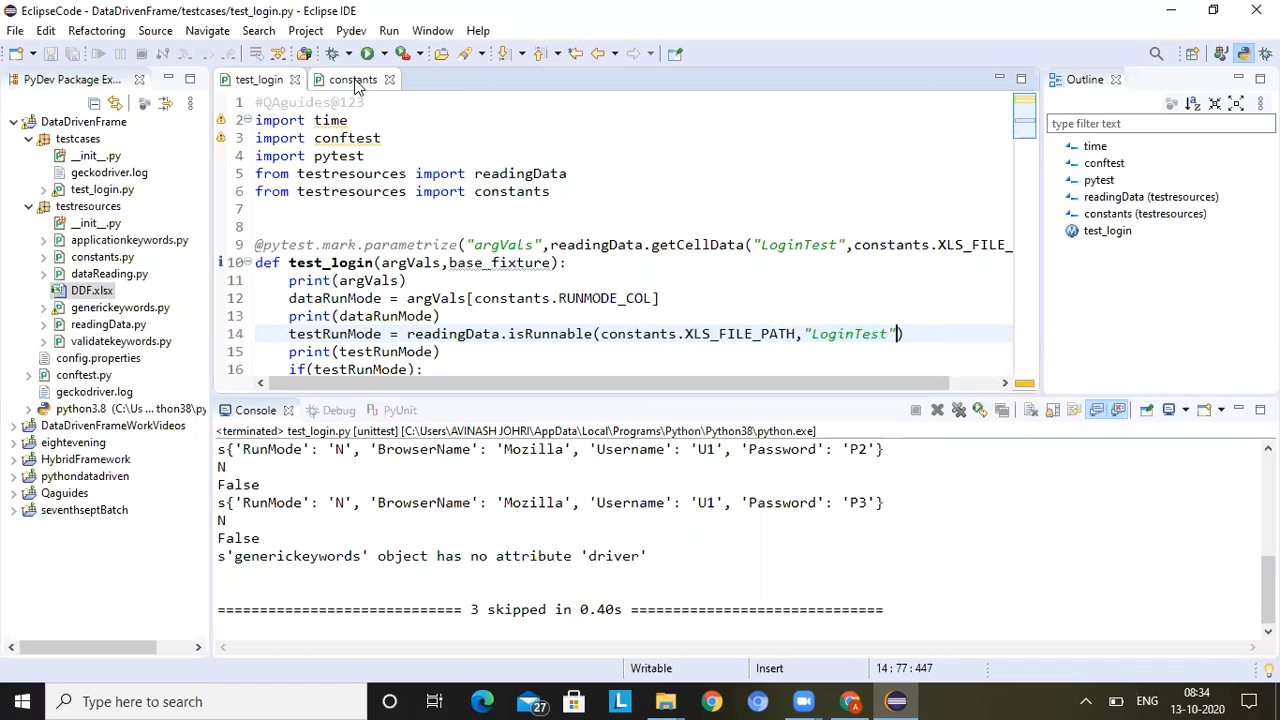 EclipseCode - DataDrivenFrame/testcases/test_login.py - Eclipse IDE
File Edit Refactoring Source Navigate Search Project Pydev Run Window Help
PyDev Package Ex...
DataDrivenFrame
testcases
__init__.py
geckodriver.log
test_login.py
testresources
__init__.py
applicationkeywords.py
constants.py
dataReading.py
DDF.xlsx
generickeywords.py
readingData.py
validatekeywords.py
config.properties
conftest.py
geckodriver.log
python3.8 (C:\Us ... thon38\py
DataDrivenFrameWorkVideos
eightevening
HybridFramework
pythondatadriven
Qaguides
seventhseptBatch
test_login constants
1 #QAguides@123
2 import time
3 import conftest
4 import pytest
5 from testresources import readingData
6 from testresources import constants
7
8
9 @pytest.mark.parametrize("argVals",readingData.getCellData("LoginTest",constants.XLS_FILE_
10 def test_login(argVals,base_fixture):
11 print(argVals)
12 dataRunMode = argVals[constants.RUNMODE_COL]
13 print(dataRunMode)
14 testRunMode = readingData.isRunnable(constants.XLS_FILE_PATH,"LoginTest")
15 print(testRunMode)
16 if(testRunMode):
Outline
type filter text
time
conftest
pytest
readingData (testresources)
constants (testresources)
test_login
Console Debug PyUnit
<terminated> test_login.py [unittest] [C:\Users\AVINASH JOHRI\AppData\Local\Programs\Python\Python38\python.exe]
s{'RunMode': 'N', 'BrowserName': 'Mozilla', 'Username': 'U1', 'Password': 'P2'}
N
False
s{'RunMode': 'N', 'BrowserName': 'Mozilla', 'Username': 'U1', 'Password': 'P3'}
N
False
s'generickeywords' object has no attribute 'driver'
============================ 3 skipped in 0.40s =============================
Writable Insert 14 : 77 : 447
Type here to search
27
L
A
ENG
08:34
13-10-2020